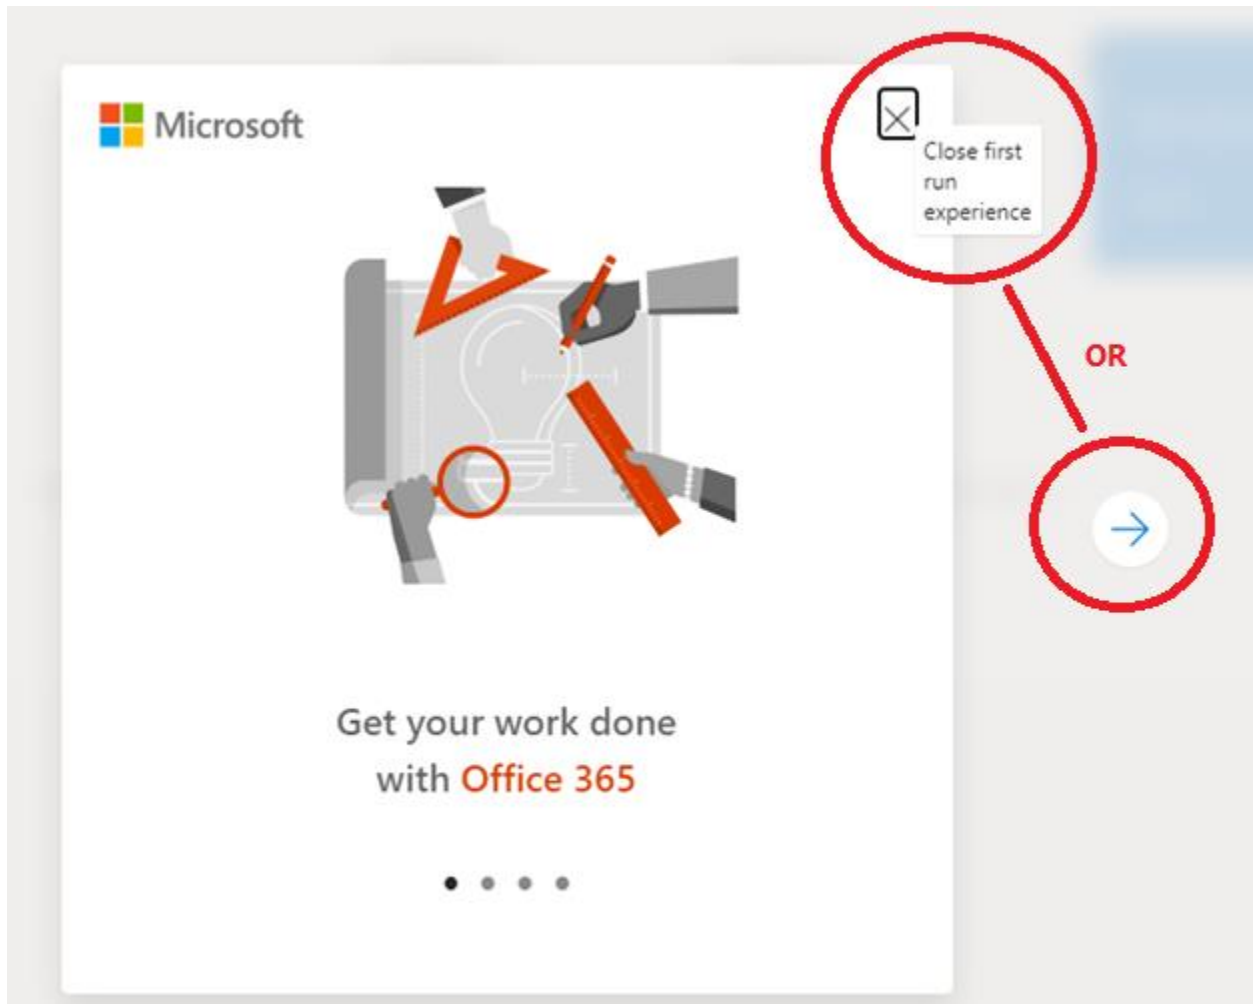 Microsoft
Close first
run
experience
OR
Get your work done
with Office 365